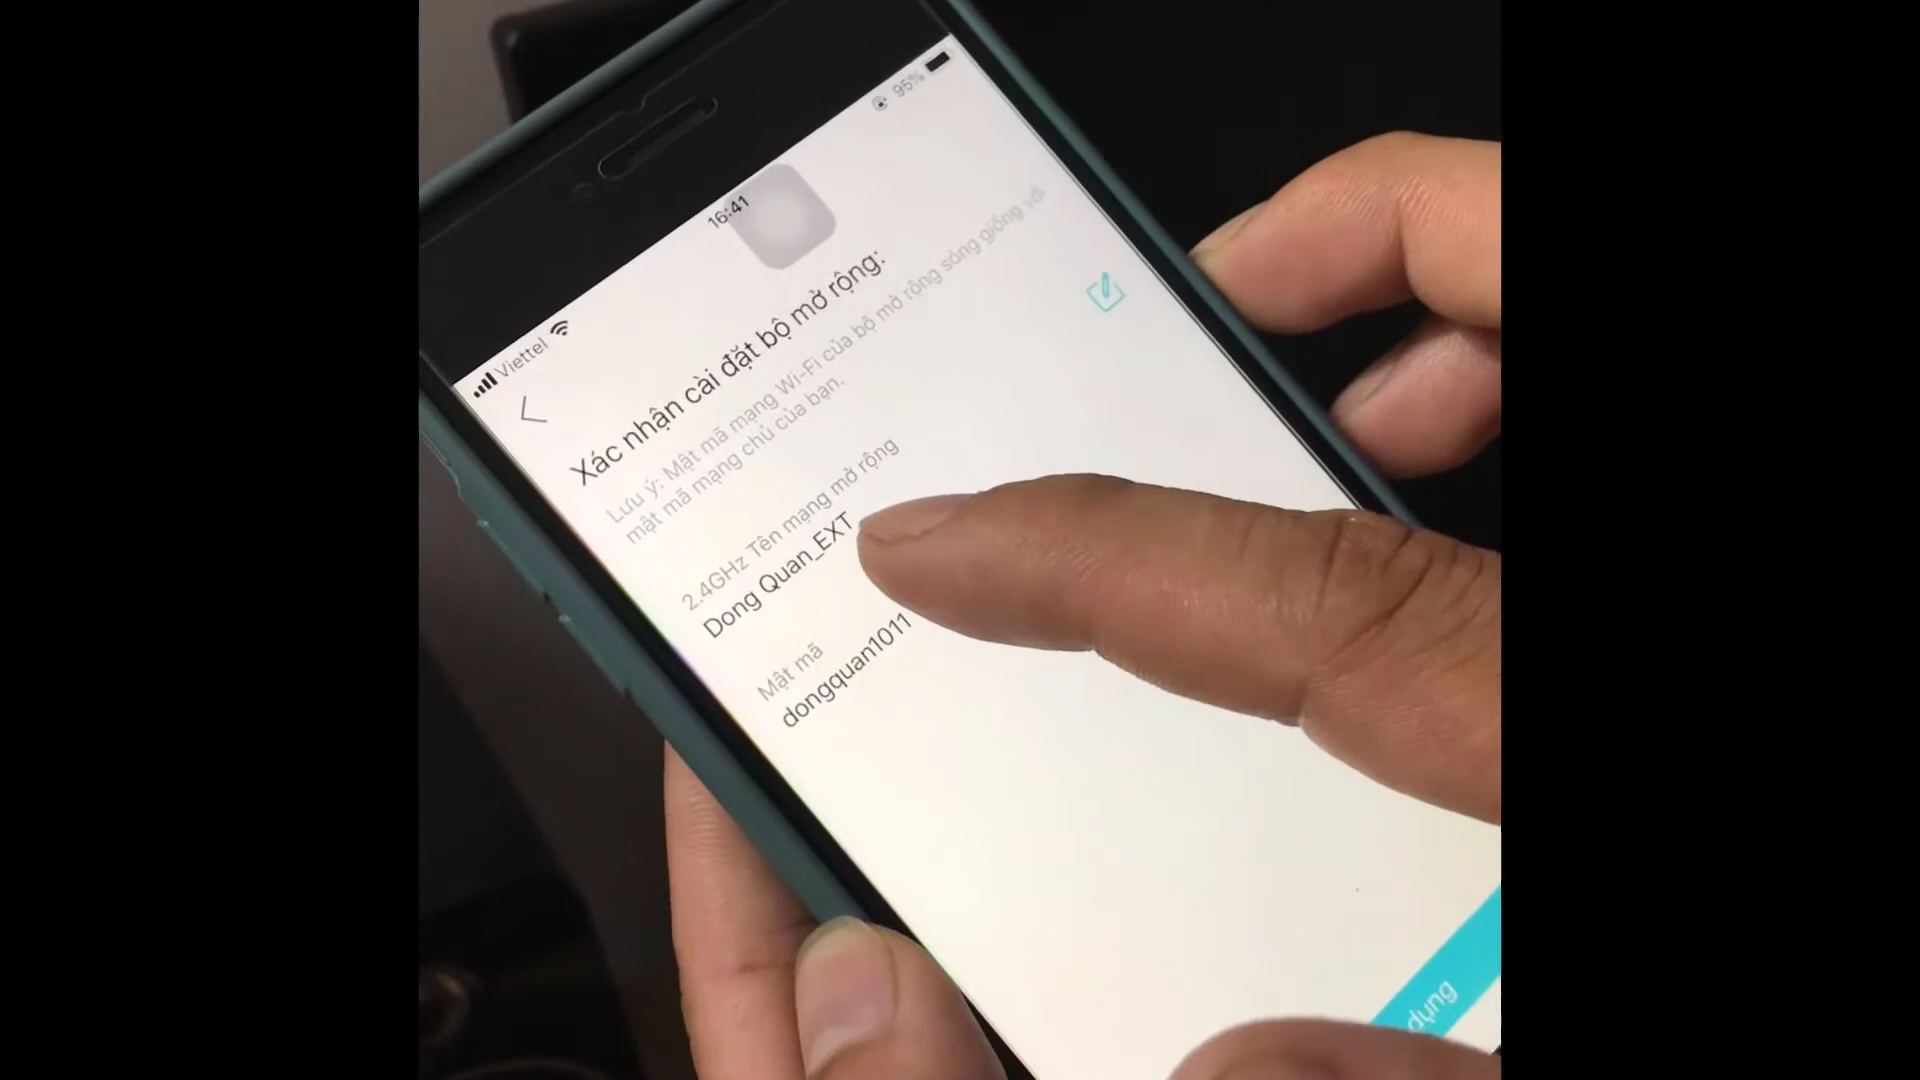 Viettel 16:41 95%
Xác nhận cài đặt bộ mở rộng:
Lưu ý: Mật mã mạng Wi-Fi của bộ mở rộng sóng giống với
mật mã mạng chủ của bạn.
2.4GHz Tên mạng mở rộng
Dong Quan_EXT
Mật mã
dongquan1011
dụng